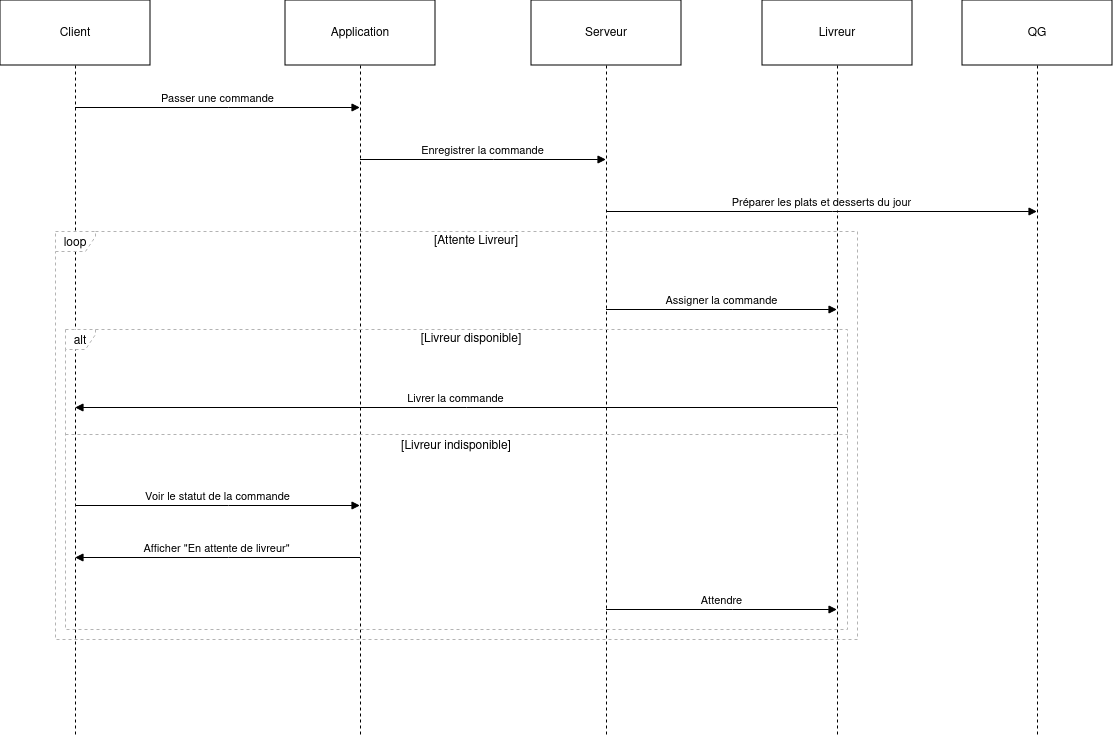 Client
Application
Serveur
Livreur
QG
Passer une commande
Enregistrer la commande
Préparer les plats et desserts du jour
loop
[Attente Livreur]
Assigner la commande
alt
[Livreur disponible]
Livrer la commande
[Livreur indisponible]
Voir le statut de la commande
Afficher "En attente de livreur"
Attendre